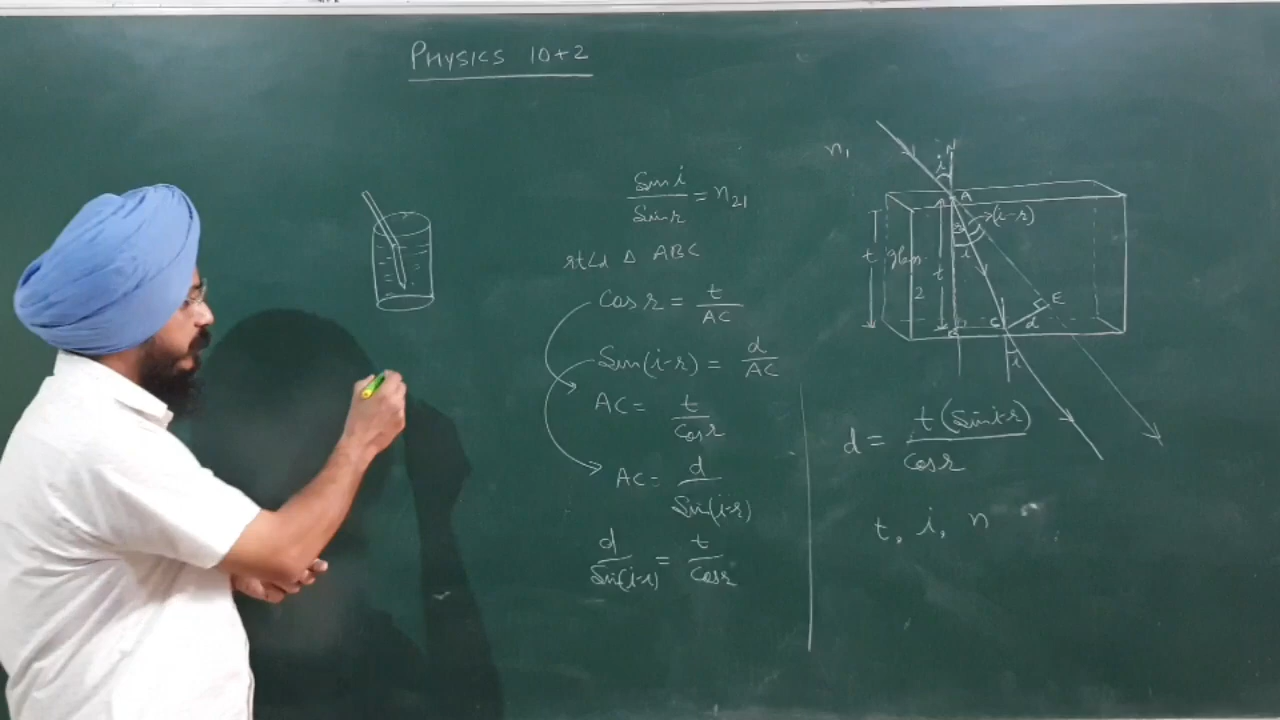 PHYSICS 10+2
Sin i / Sin r = n21
rt∠d Δ ABC
Cos r = t / AC
Sin(i-r) = d / AC
AC = t / Cos r
AC = d / Sin(i-r)
d / Sin(i-r) = t / Cos r
n1
N
i
A
(i-r)
r
i
t
glass
t
2
E
C
d
i
d = t (Sin i-r) / Cos r
t, i, n